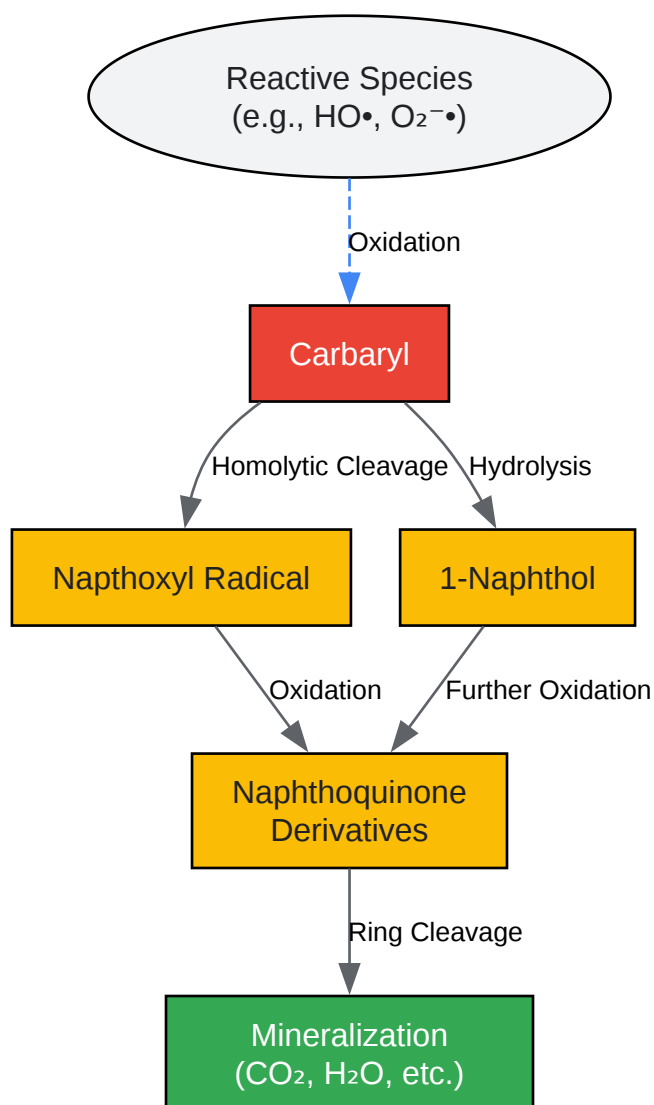 Reactive Species
(e.g., HO•, O₂⁻•)
Oxidation
Carbaryl
Homolytic Cleavage
Hydrolysis
Napthoxyl Radical
1-Naphthol
Oxidation
Further Oxidation
Naphthoquinone
Derivatives
Ring Cleavage
Mineralization
(CO₂, H₂O, etc.)